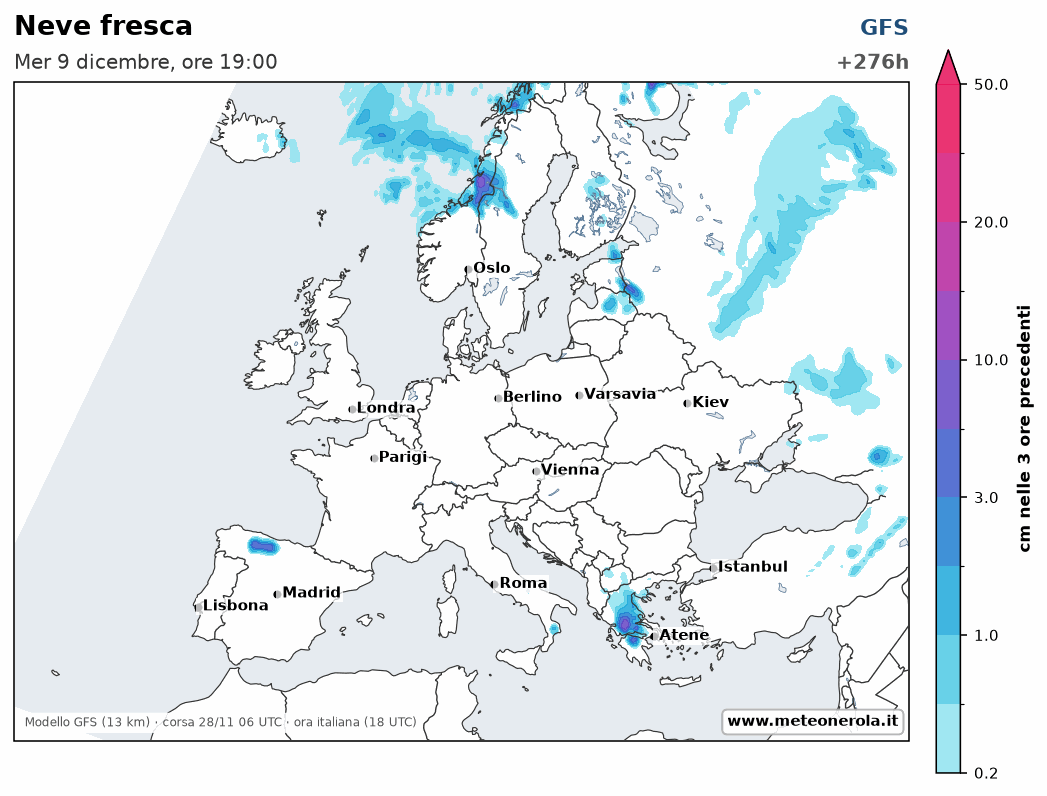 Neve fresca
GFS
Mer 9 dicembre, ore 19:00
+276h
50.0
20.0
10.0
3.0
1.0
0.2
cm nelle 3 ore precedenti
Oslo
Berlino
Varsavia
Kiev
Londra
Parigi
Vienna
Istanbul
Roma
Madrid
Lisbona
Atene
Modello GFS (13 km) · corsa 28/11 06 UTC · ora italiana (18 UTC)
www.meteonerola.it